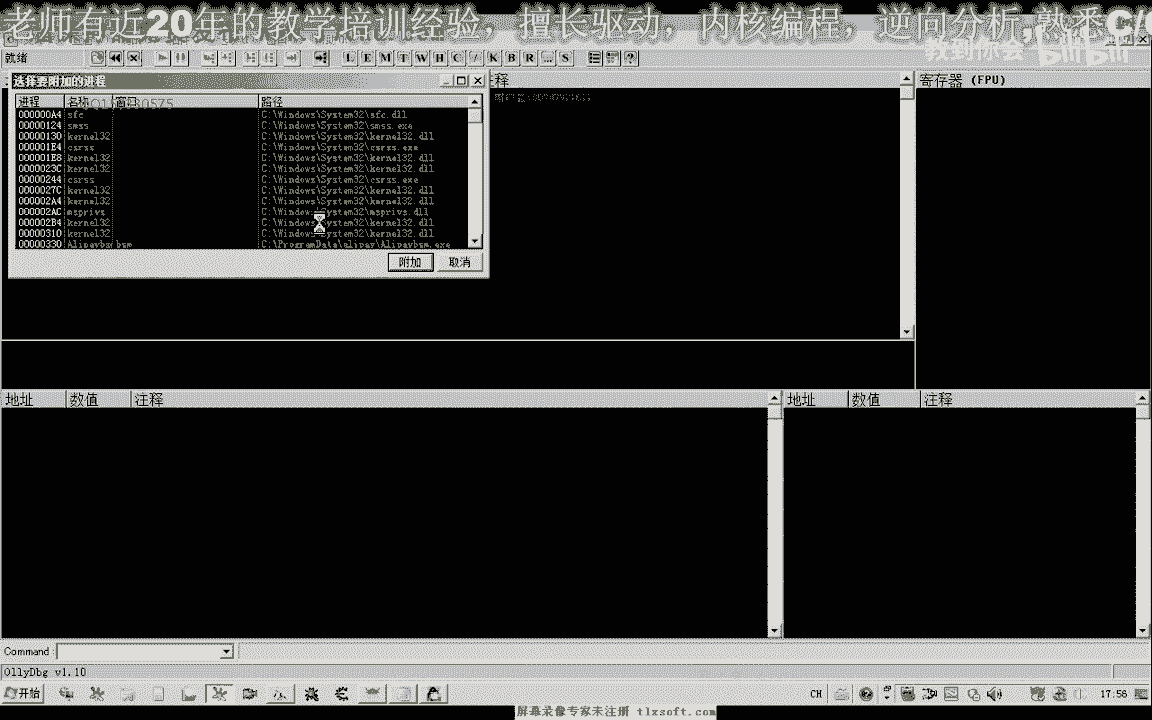 老师有近20年的教学培训经验，擅长驱动，内核编程，逆向分析,熟悉C/
教到你会 bilibili
就绪
L E M T W H C / K B R ... S
选择要附加的进程
注释
寄存器 (FPU)
进程 名称 窗口 路径
000000A4 sfc C:\Windows\System32\sfc.dll
00000124 smss C:\Windows\System32\smss.exe
00000130 kernel32 C:\Windows\System32\kernel32.dll
000001E4 csrss C:\Windows\System32\csrss.exe
000001E8 kernel32 C:\Windows\System32\kernel32.dll
0000023C kernel32 C:\Windows\System32\kernel32.dll
00000244 csrss C:\Windows\System32\csrss.exe
0000027C kernel32 C:\Windows\System32\kernel32.dll
000002A4 kernel32 C:\Windows\System32\kernel32.dll
000002AC msprivs C:\Windows\System32\msprivs.dll
000002B4 kernel32 C:\Windows\System32\kernel32.dll
00000310 kernel32 C:\Windows\System32\kernel32.dll
00000330 Alipaybsm bsm C:\ProgramData\alipay\Alipaybsm.exe
附加 取消
地址 数值 注释 地址 数值 注释
Command:
OllyDbg v1.10
开始 CH 17:56
屏幕录像专家未注册 tlxsoft.com